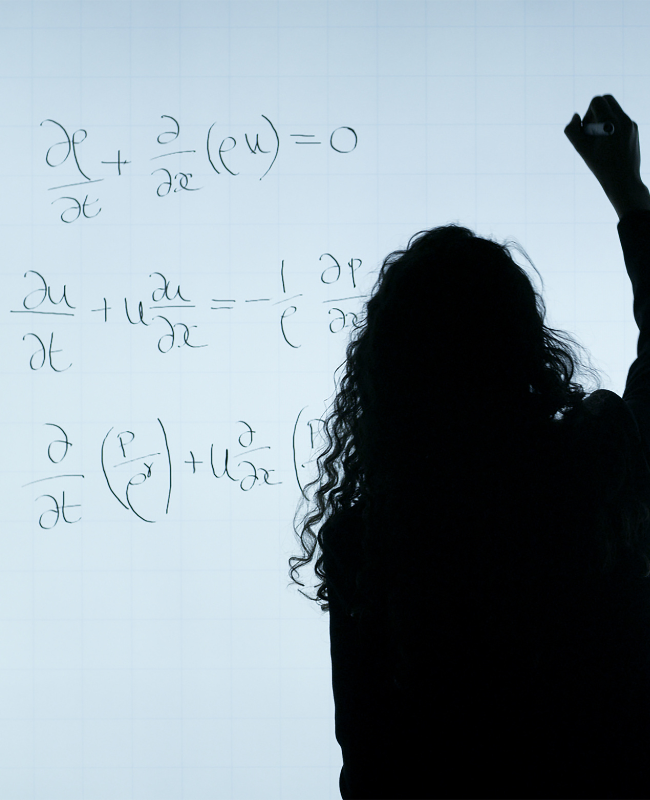 ∂ρ/∂t + ∂/∂x (ρu) = 0
∂u/∂t + u ∂u/∂x = - 1/ρ ∂p/∂x
∂/∂t (p/ρ^γ) + u ∂/∂x (p